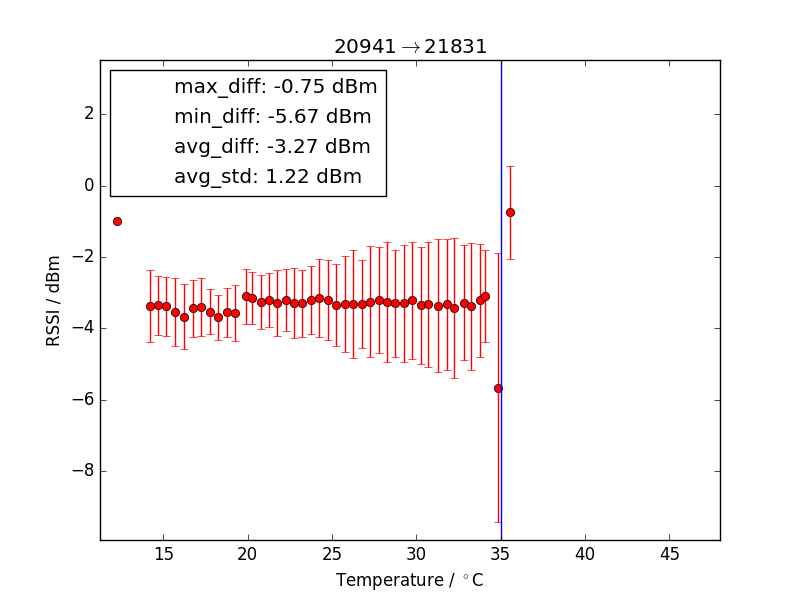 20941→21831
max_diff: -0.75 dBm
min_diff: -5.67 dBm
avg_diff: -3.27 dBm
avg_std: 1.22 dBm
RSSI / dBm
2
0
−2
−4
−6
−8
15 20 25 30 35 40 45
Temperature / °C